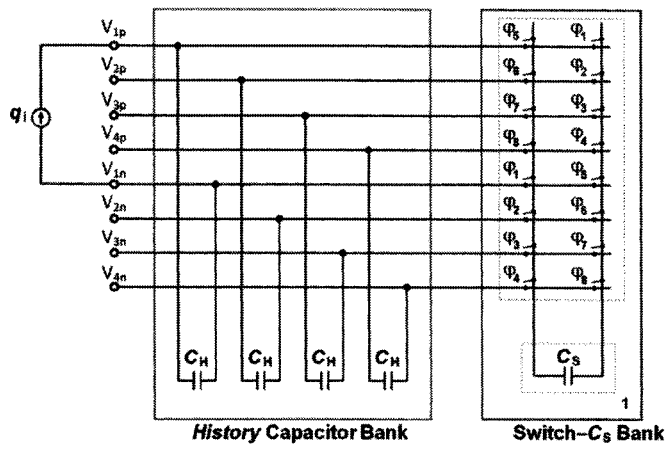 V1p φ5 φ1
V2p φ6 φ2
V3p φ7 φ3
qi
V4p φ8 φ4
V1n φ1 φ5
V2n φ2 φ6
V3n φ3 φ7
V4n φ4 φ8
CH CH CH CH CS
1
History Capacitor Bank
Switch–CS Bank